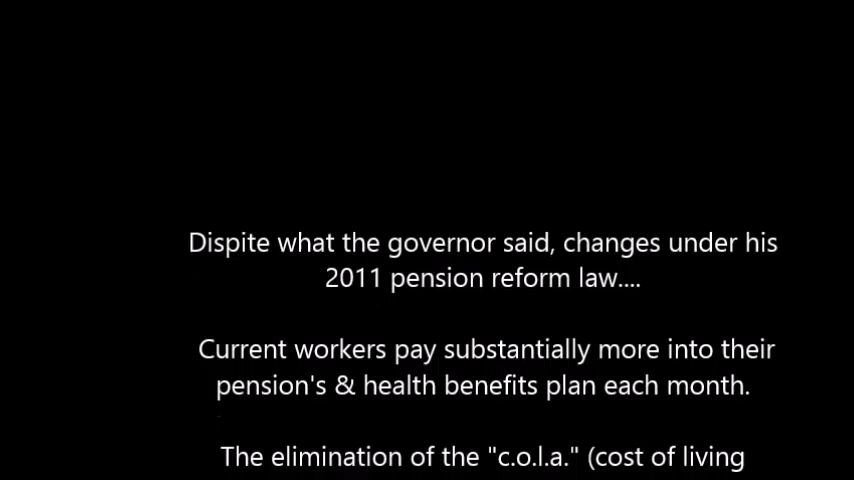 Dispite what the governor said, changes under his
2011 pension reform law....
Current workers pay substantially more into their
pension's & health benefits plan each month.
The elimination of the "c.o.l.a." (cost of living